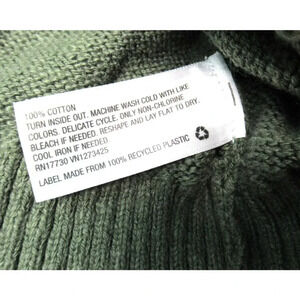 100% COTTON
TURN INSIDE OUT. MACHINE WASH COLD WITH LIKE
COLORS. DELICATE CYCLE. ONLY NON-CHLORINE
BLEACH IF NEEDED. RESHAPE AND LAY FLAT TO DRY.
COOL IRON IF NEEDED
RN17730 VN1273425
LABEL MADE FROM 100% RECYCLED PLASTIC